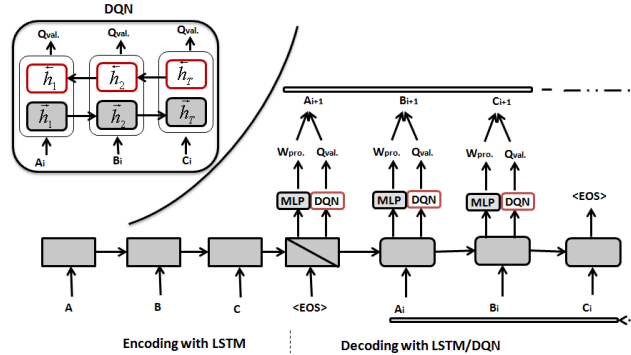 DQN
Qval. Qval. Qval.
h1 h2 hT
h1 h2 hT
Ai Bi Ci
Ai+1 Bi+1 Ci+1
Wpro. Qval. Wpro. Qval. Wpro. Qval.
MLP DQN MLP DQN MLP DQN
<EOS>
A B C <EOS> Ai Bi Ci
Encoding with LSTM Decoding with LSTM/DQN